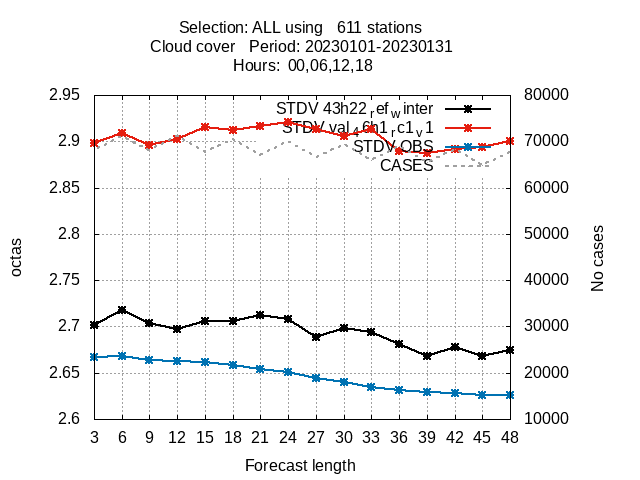 Selection: ALL using   611 stations
Cloud cover   Period: 20230101-20230131
Hours:  00,06,12,18
2.95
2.9
2.85
2.8
2.75
2.7
2.65
2.6
octas
80000
70000
60000
50000
40000
30000
20000
10000
No cases
STDV 43h22_ref_winter
STDV val_46h1_rc1_v1
STDV OBS
CASES
3 6 9 12 15 18 21 24 27 30 33 36 39 42 45 48
Forecast length